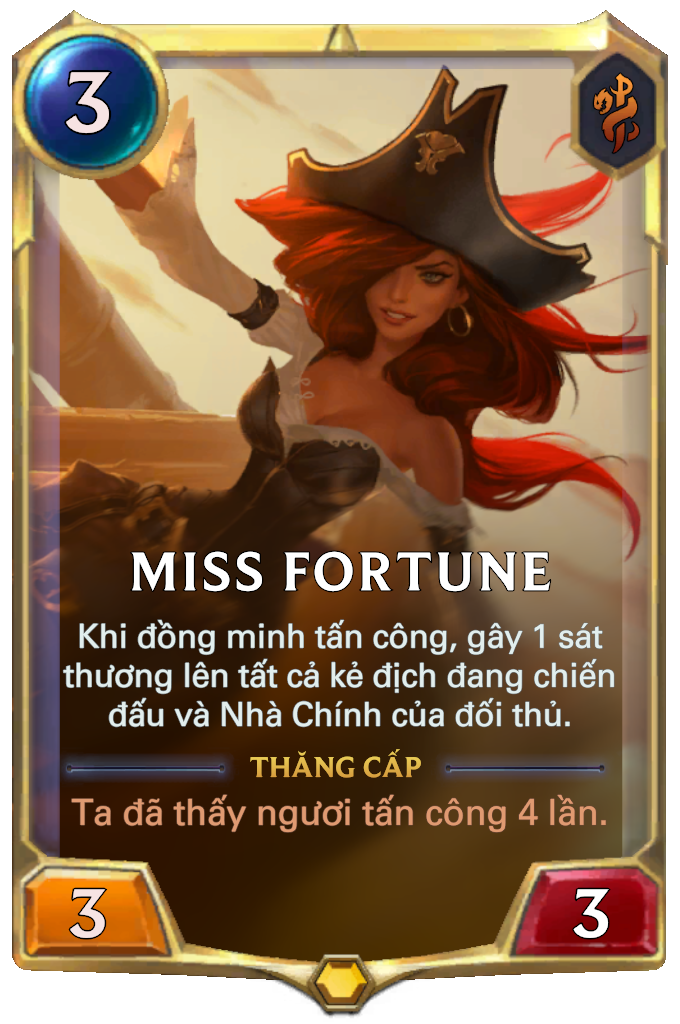 3
MISS FORTUNE
Khi đồng minh tấn công, gây 1 sát
thương lên tất cả kẻ địch đang chiến
đấu và Nhà Chính của đối thủ.
THĂNG CẤP
Ta đã thấy ngươi tấn công 4 lần.
3
3